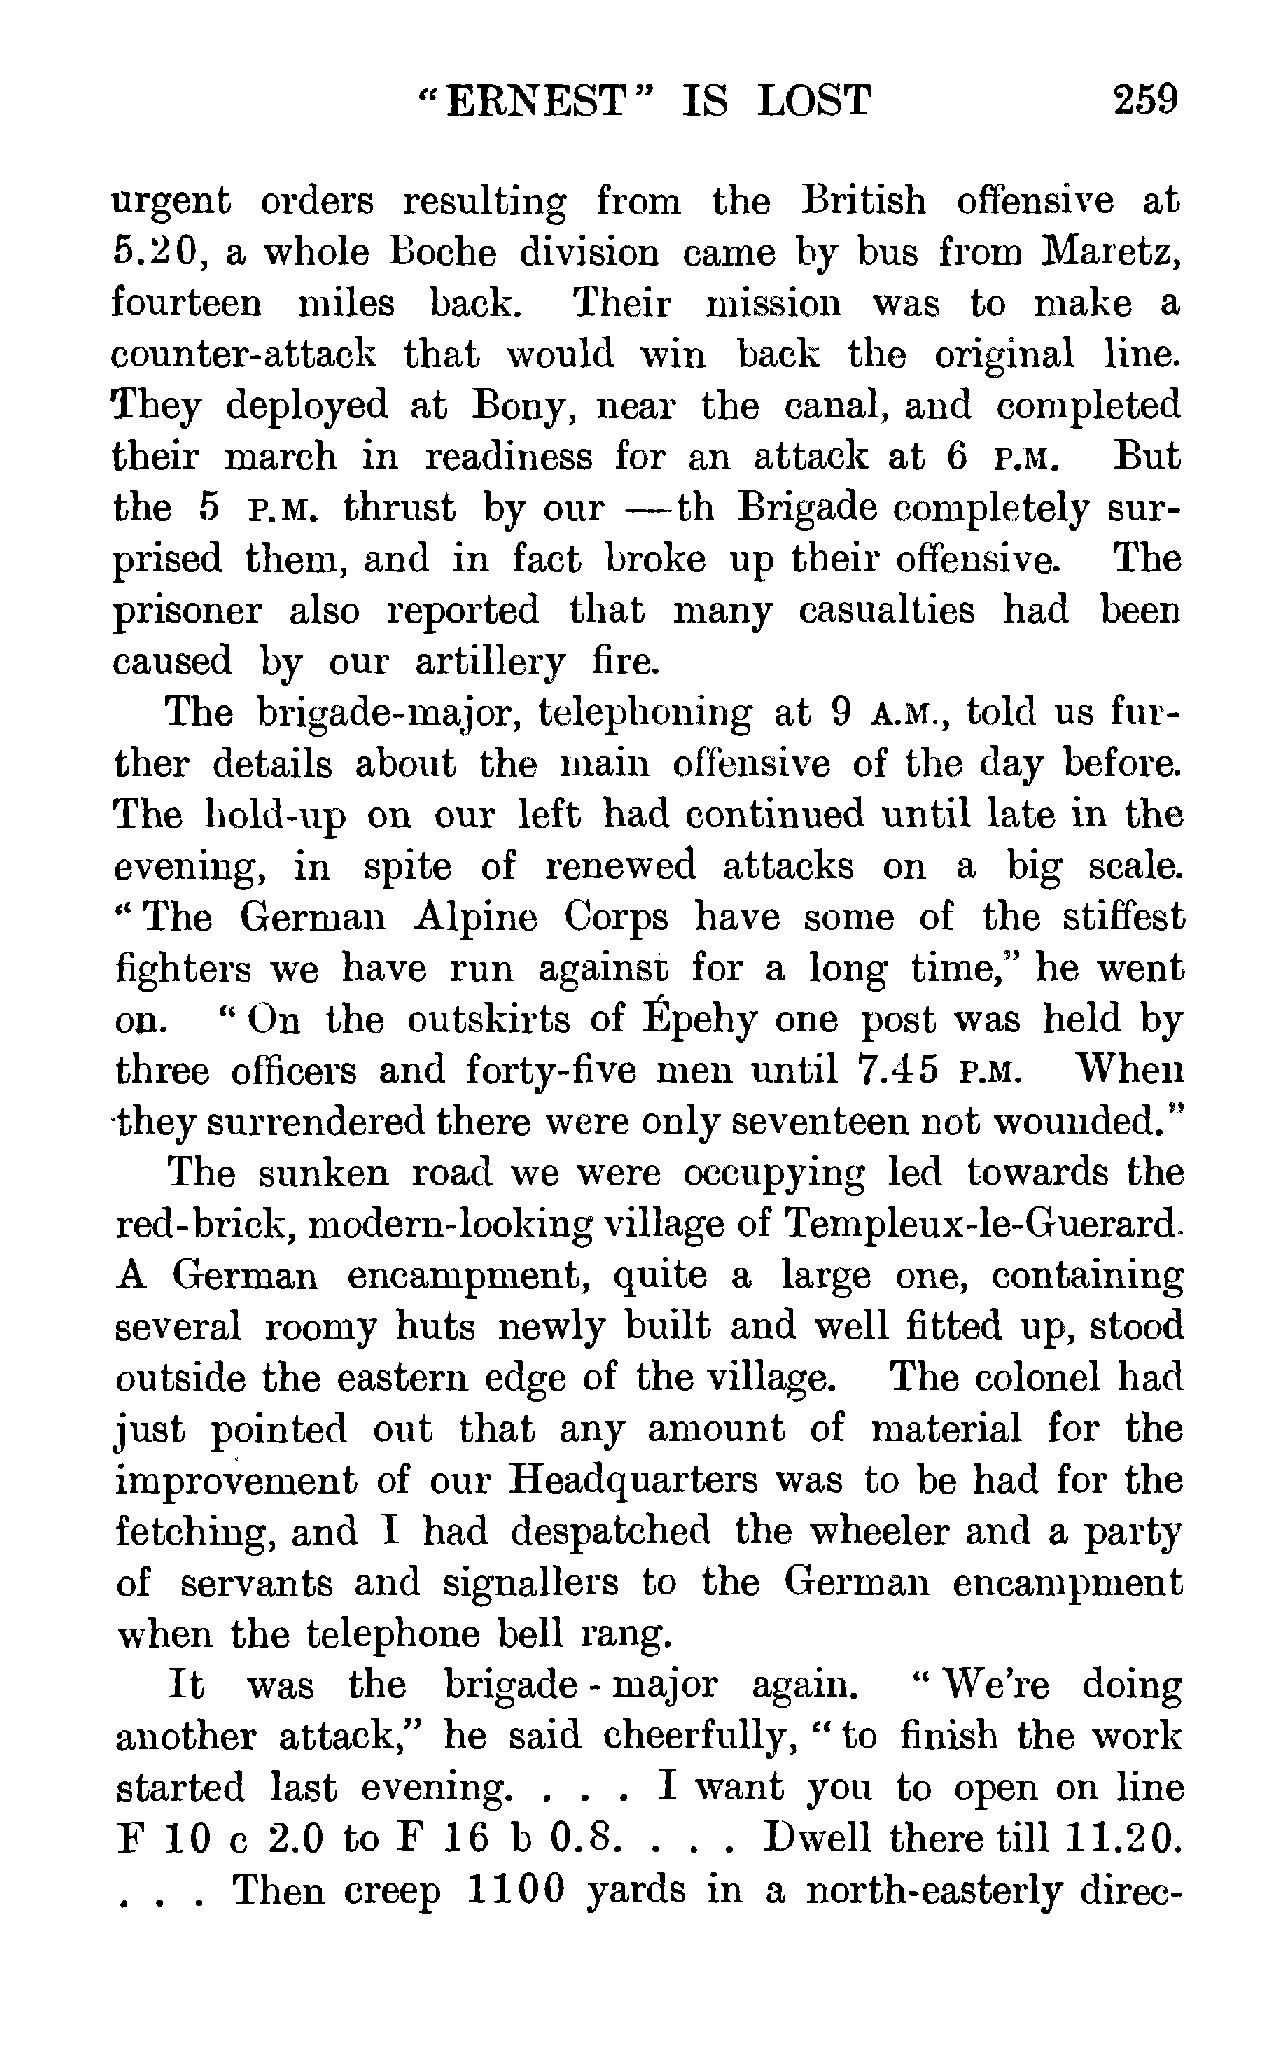 "ERNEST" IS LOST 259
urgent orders resulting from the British offensive at
5.20, a whole Boche division came by bus from Maretz,
fourteen miles back. Their mission was to make a
counter-attack that would win back the original line.
They deployed at Bony, near the canal, and completed
their march in readiness for an attack at 6 P.M. But
the 5 P.M. thrust by our —th Brigade completely sur-
prised them, and in fact broke up their offensive. The
prisoner also reported that many casualties had been
caused by our artillery fire.
The brigade-major, telephoning at 9 A.M., told us fur-
ther details about the main offensive of the day before.
The hold-up on our left had continued until late in the
evening, in spite of renewed attacks on a big scale.
"The German Alpine Corps have some of the stiffest
fighters we have run against for a long time," he went
on. "On the outskirts of Épehy one post was held by
three officers and forty-five men until 7.45 P.M. When
they surrendered there were only seventeen not wounded."
The sunken road we were occupying led towards the
red-brick, modern-looking village of Templeux-le-Guerard.
A German encampment, quite a large one, containing
several roomy huts newly built and well fitted up, stood
outside the eastern edge of the village. The colonel had
just pointed out that any amount of material for the
improvement of our Headquarters was to be had for the
fetching, and I had despatched the wheeler and a party
of servants and signallers to the German encampment
when the telephone bell rang.
It was the brigade-major again. "We're doing
another attack," he said cheerfully, "to finish the work
started last evening. . . . I want you to open on line
F 10 c 2.0 to F 16 b 0.8. . . . Dwell there till 11.20.
. . . Then creep 1100 yards in a north-easterly direc-